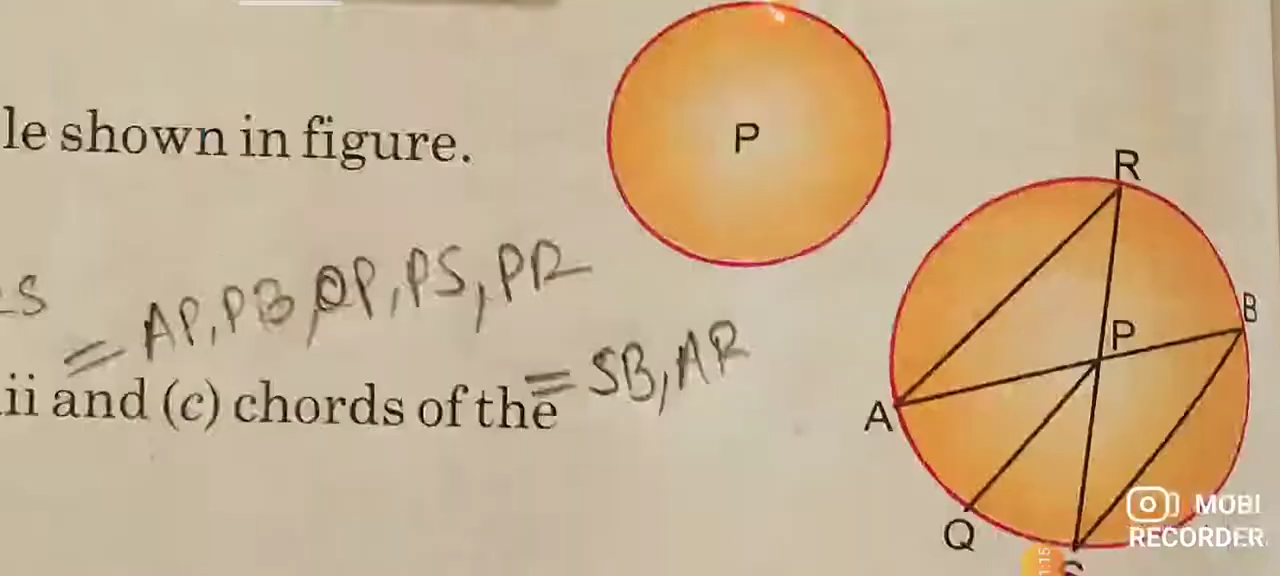 le shown in figure.
P
R
B
P
A
Q
S
= AP, PB, QP, PS, PR
ii and (c) chords of the = SB, AR
MOBI
RECORDER